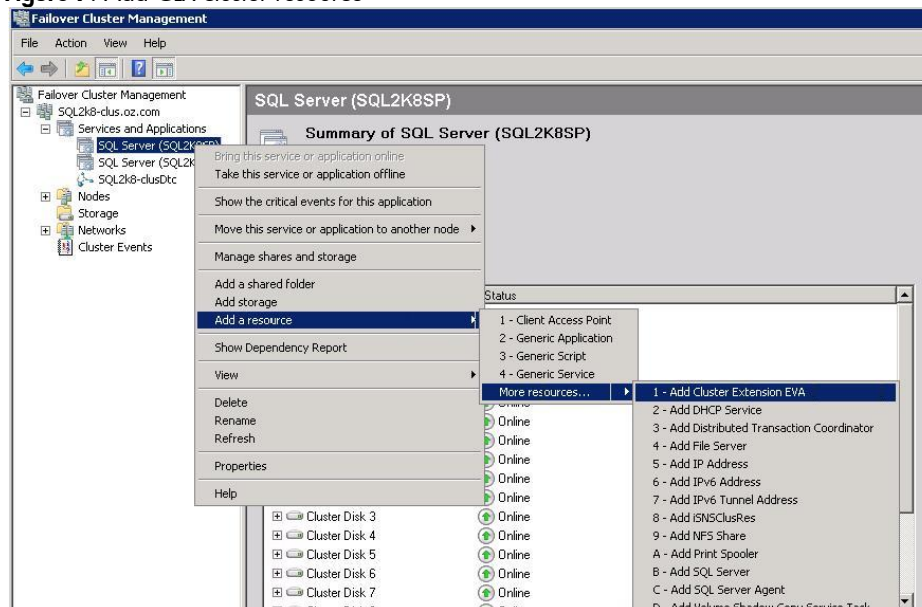 Failover Cluster Management
File Action View Help
Failover Cluster Management
SQL2k8-clus.oz.com
Services and Applications
SQL Server
SQL Server (SQL2K
SQL2k8-clusDtc
Nodes
Storage
Networks
Cluster Events
SQL Server (SQL2K8SP)
Summary of SQL Server (SQL2K8SP)
Bring this service or application online
Take this service or application offline
Show the critical events for this application
Move this service or application to another node
Manage shares and storage
Add a shared folder
Add storage
Add a resource
Show Dependency Report
View
Delete
Rename
Refresh
Properties
Help
Status
1 - Client Access Point
2 - Generic Application
3 - Generic Script
4 - Generic Service
More resources...
1 - Add Cluster Extension EVA
2 - Add DHCP Service
3 - Add Distributed Transaction Coordinator
4 - Add File Server
5 - Add IP Address
6 - Add IPv6 Address
7 - Add IPv6 Tunnel Address
8 - Add iSNSClusRes
9 - Add NFS Share
A - Add Print Spooler
B - Add SQL Server
C - Add SQL Server Agent
D - Add Volume Shadow Copy Service Task
Online
Online
Online
Online
Online
Online
Cluster Disk 3 Online
Cluster Disk 4 Online
Cluster Disk 5 Online
Cluster Disk 6 Online
Cluster Disk 7 Online